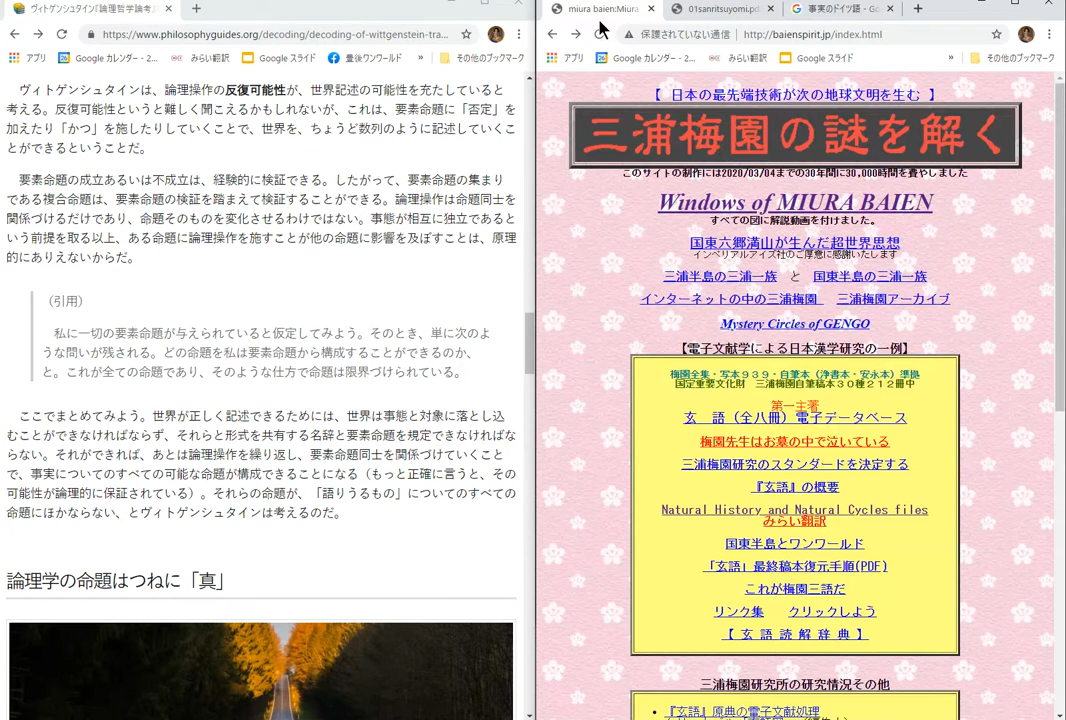 ヴィトゲンシュタイン『論理哲学論考』
https://www.philosophyguides.org/decoding/decoding-of-wittgenstein-tra...
アプリ
Google カレンダー - 2...
みらい翻訳
Google スライド
豊後ワンワールド
»
その他のブックマーク
ヴィトゲンシュタインは、論理操作の反復可能性が、世界記述の可能性を充たしていると
考える。反復可能性というと難しく聞こえるかもしれないが、これは、要素命題に「否定」を
加えたり「かつ」を施したりしていくことで、世界を、ちょうど数列のように記述していくこ
とができるということだ。
要素命題の成立あるいは不成立は、経験的に検証できる。したがって、要素命題の集まり
である複合命題は、要素命題の検証を踏まえて検証することができる。論理操作は命題同士を
関係づけるだけであり、命題そのものを変化させるわけではない。事態が相互に独立であると
いう前提を取る以上、ある命題に論理操作を施すことが他の命題に影響を及ぼすことは、原理
的にありえないからだ。
（引用）
私に一切の要素命題が与えられていると仮定してみよう。そのとき、単に次のよ
うな問いが残される。どの命題を私は要素命題から構成することができるのか、
と。これが全ての命題であり、そのような仕方で命題は限界づけられている。
ここでまとめてみよう。世界が正しく記述できるためには、世界は事態と対象に落とし込
むことができなければならず、それらと形式を共有する名辞と要素命題を規定できなければな
らない。それができれば、あとは論理操作を繰り返し、要素命題同士を関係づけていくこと
で、事実についてのすべての可能な命題が構成できることになる（もっと正確に言うと、その
可能性が論理的に保証されている）。それらの命題が、「語りうるもの」についてのすべての
命題にほかならない、とヴィトゲンシュタインは考えるのだ。
論理学の命題はつねに「真」
miura baien:Miura
01sanritsuyomi.pd
事実のドイツ語 - Go
保護されていない通信
http://baienspirit.jp/index.html
アプリ
Google カレンダー - 2...
みらい翻訳
Google スライド
»
その他のブックマーク
【 日本の最先端技術が次の地球文明を生む 】
三浦梅園の謎を解く
このサイトの制作には2020/03/04までの30年間に30,000時間を費やしました
Windows of MIURA BAIEN
すべての図に解説動画を付けました。
国東六郷満山が生んだ超世界思想
インペリアルアイズ社のご厚意に感謝いたします
三浦半島の三浦一族 と 国東半島の三浦一族
インターネットの中の三浦梅園 三浦梅園アーカイブ
Mystery Circles of GENGO
【電子文献学による日本漢学研究の一例】
梅園全集・写本９３９・自筆本（浄書本・安永本）準拠
国定重要文化財 三浦梅園自筆稿本３０種２１２冊中
第一主著
玄 語（全八冊）電子データベース
梅園先生はお墓の中で泣いている
三浦梅園研究のスタンダードを決定する
『玄語』の概要
Natural History and Natural Cycles files
みらい翻訳
国東半島とワンワールド
「玄語」最終稿本復元手順(PDF)
これが梅園三語だ
リンク集 クリックしよう
【 玄 語 読 解 辞 典 】
三浦梅園研究所の研究情況その他
• 『玄語』原典の電子文献処理